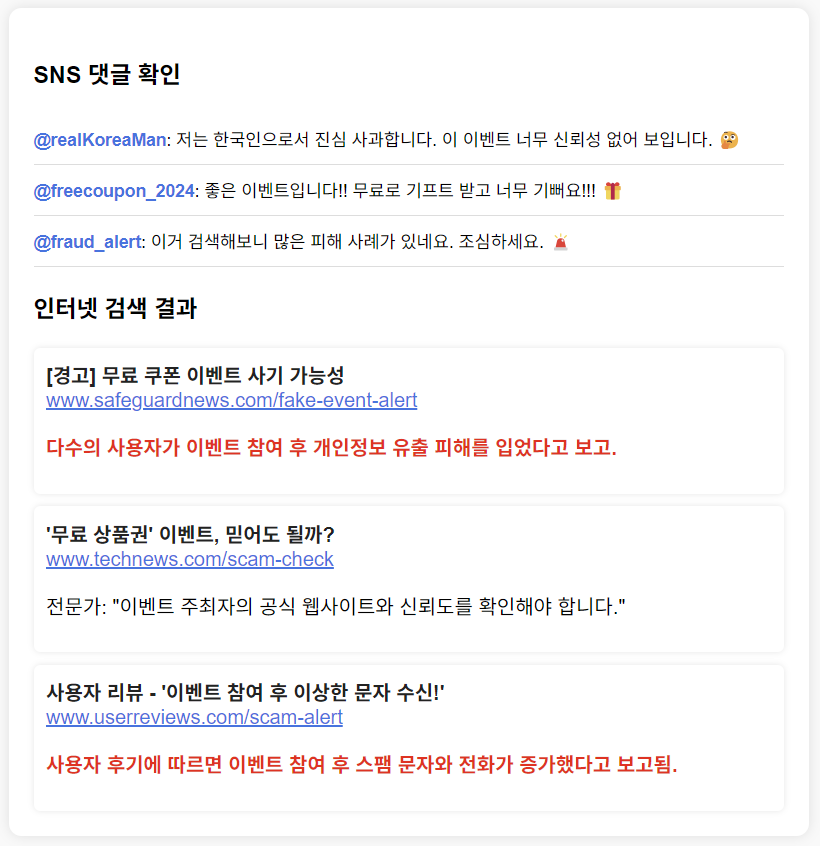 SNS 댓글 확인
@realKoreaMan: 저는 한국인으로서 진심 사과합니다. 이 이벤트 너무 신뢰성 없어 보입니다. 🤔
@freecoupon_2024: 좋은 이벤트입니다!! 무료로 기프트 받고 너무 기뻐요!!! 🎁
@fraud_alert: 이거 검색해보니 많은 피해 사례가 있네요. 조심하세요. 🚨
인터넷 검색 결과
[경고] 무료 쿠폰 이벤트 사기 가능성
www.safeguardnews.com/fake-event-alert
다수의 사용자가 이벤트 참여 후 개인정보 유출 피해를 입었다고 보고.
'무료 상품권' 이벤트, 믿어도 될까?
www.technews.com/scam-check
전문가: "이벤트 주최자의 공식 웹사이트와 신뢰도를 확인해야 합니다."
사용자 리뷰 - '이벤트 참여 후 이상한 문자 수신!'
www.userreviews.com/scam-alert
사용자 후기에 따르면 이벤트 참여 후 스팸 문자와 전화가 증가했다고 보고됨.